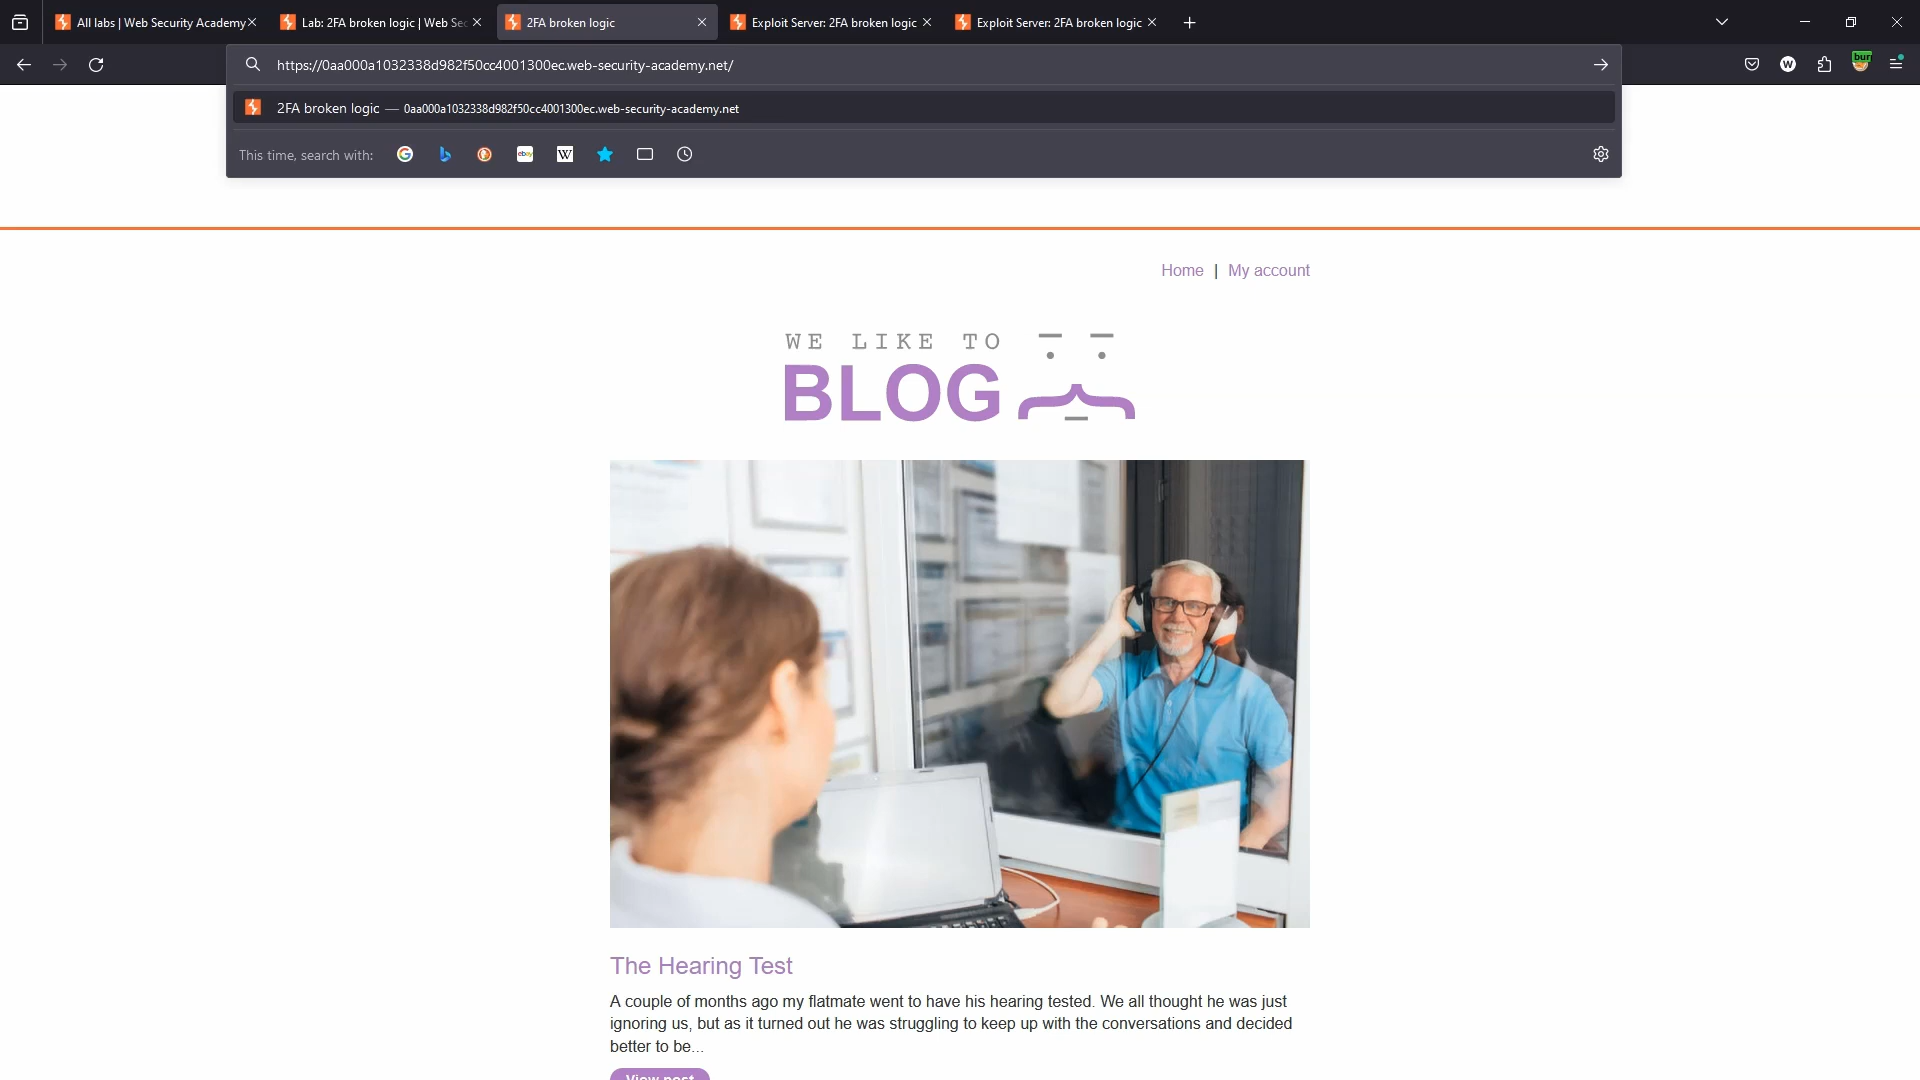 All labs | Web Security Academy
Lab: 2FA broken logic | Web Sec
2FA broken logic
Exploit Server: 2FA broken logic
Exploit Server: 2FA broken logic
https://0aa000a1032338d982f50cc4001300ec.web-security-academy.net/
bur
2FA broken logic — 0aa000a1032338d982f50cc4001300ec.web-security-academy.net
This time, search with:
Home | My account
WE LIKE TO
BLOG
The Hearing Test
A couple of months ago my flatmate went to have his hearing tested. We all thought he was just
ignoring us, but as it turned out he was struggling to keep up with the conversations and decided
better to be...
View post